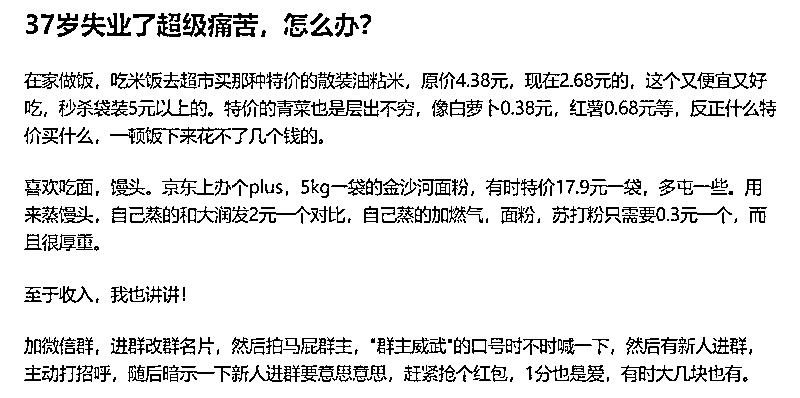 37岁失业了超级痛苦，怎么办？
在家做饭，吃米饭去超市买那种特价的散装油粘米，原价4.38元，现在2.68元的，这个又便宜又好
吃，秒杀袋装5元以上的。特价的青菜也是层出不穷，像白萝卜0.38元，红薯0.68元等，反正什么特
价买什么，一顿饭下来花不了几个钱的。
喜欢吃面，馒头。京东上办个plus，5kg一袋的金沙河面粉，有时特价17.9元一袋，多屯一些。用
来蒸馒头，自己蒸的和大润发2元一个对比，自己蒸的加燃气，面粉，苏打粉只需要0.3元一个，而
且很厚重。
至于收入，我也讲讲！
加微信群，进群改群名片，然后拍马屁群主，"群主威武"的口号时不时喊一下，然后有新人进群，
主动打招呼，随后暗示一下新人进群要意思意思，赶紧抢个红包，1分也是爱，有时大几块也有。